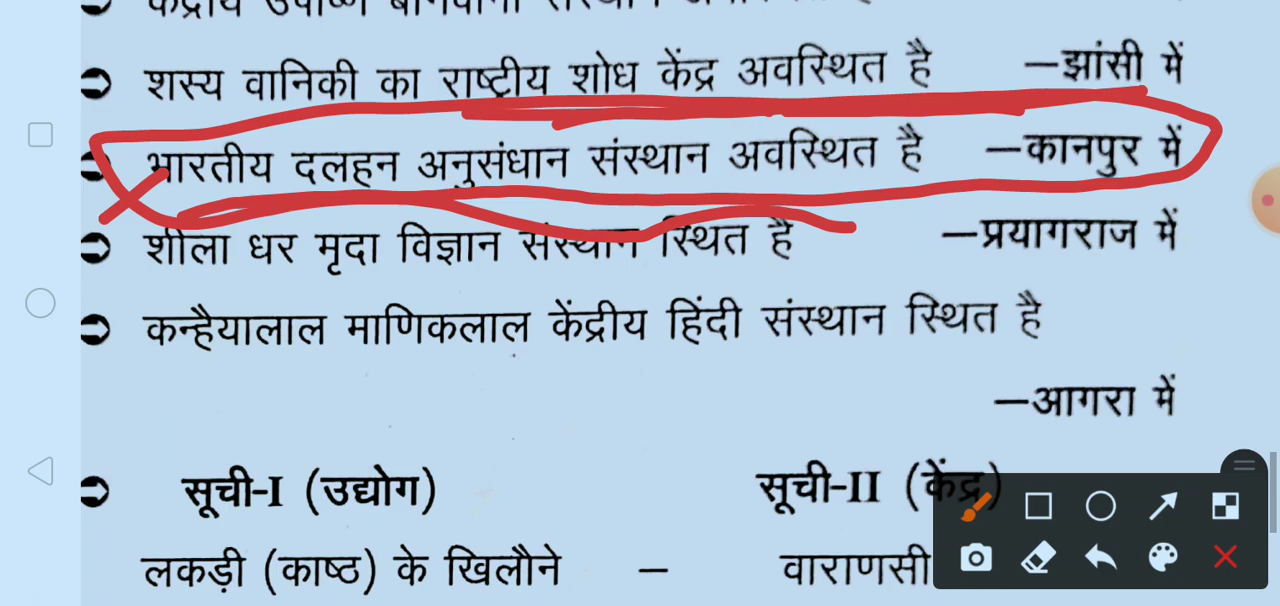 शस्य वानिकी का राष्ट्रीय शोध केंद्र अवस्थित है –झांसी में
भारतीय दलहन अनुसंधान संस्थान अवस्थित है –कानपुर में
शीला धर मृदा विज्ञान संस्थान स्थित है –प्रयागराज में
कन्हैयालाल माणिकलाल केंद्रीय हिंदी संस्थान स्थित है
–आगरा में
सूची-I (उद्योग) सूची-II (केंद्र)
लकड़ी (काष्ठ) के खिलौने – वाराणसी